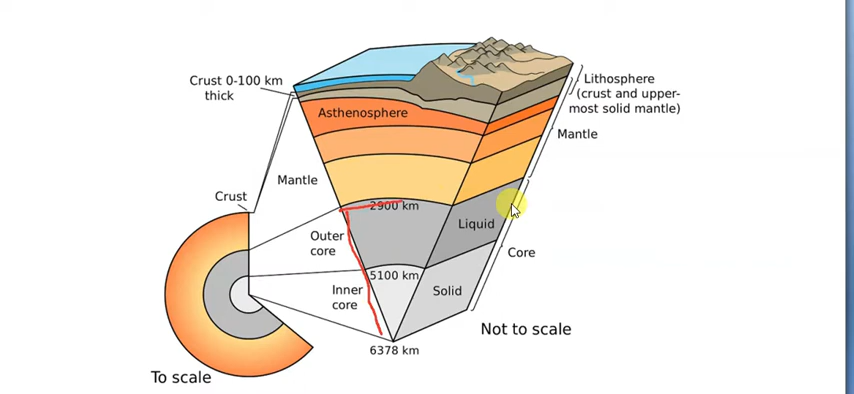 Crust 0-100 km
thick
Lithosphere
(crust and upper-
most solid mantle)
Asthenosphere
Mantle
Mantle
Crust
2900 km
Liquid
Outer
core
Core
5100 km
Inner
core
Solid
Not to scale
6378 km
To scale